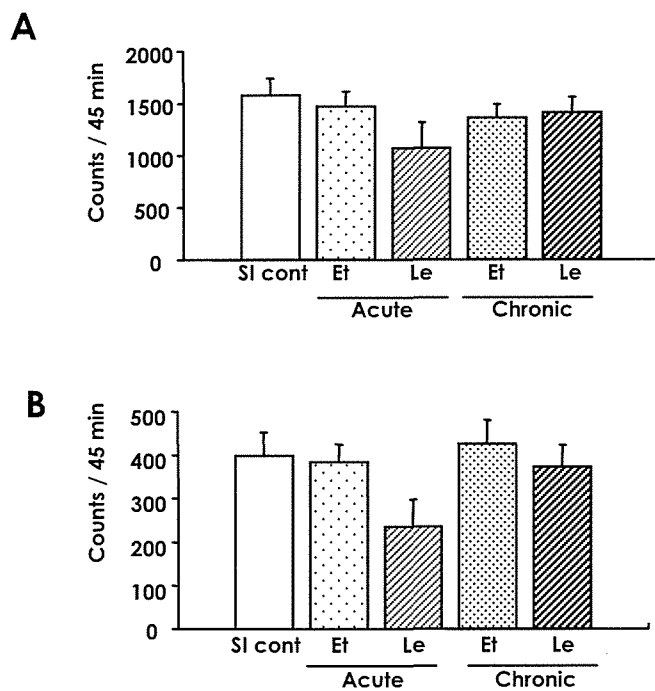 A
Counts / 45 min
2000
1500
1000
500
0
SI cont Et Le Et Le
Acute Chronic
B
Counts / 45 min
500
400
300
200
100
0
SI cont Et Le Et Le
Acute Chronic